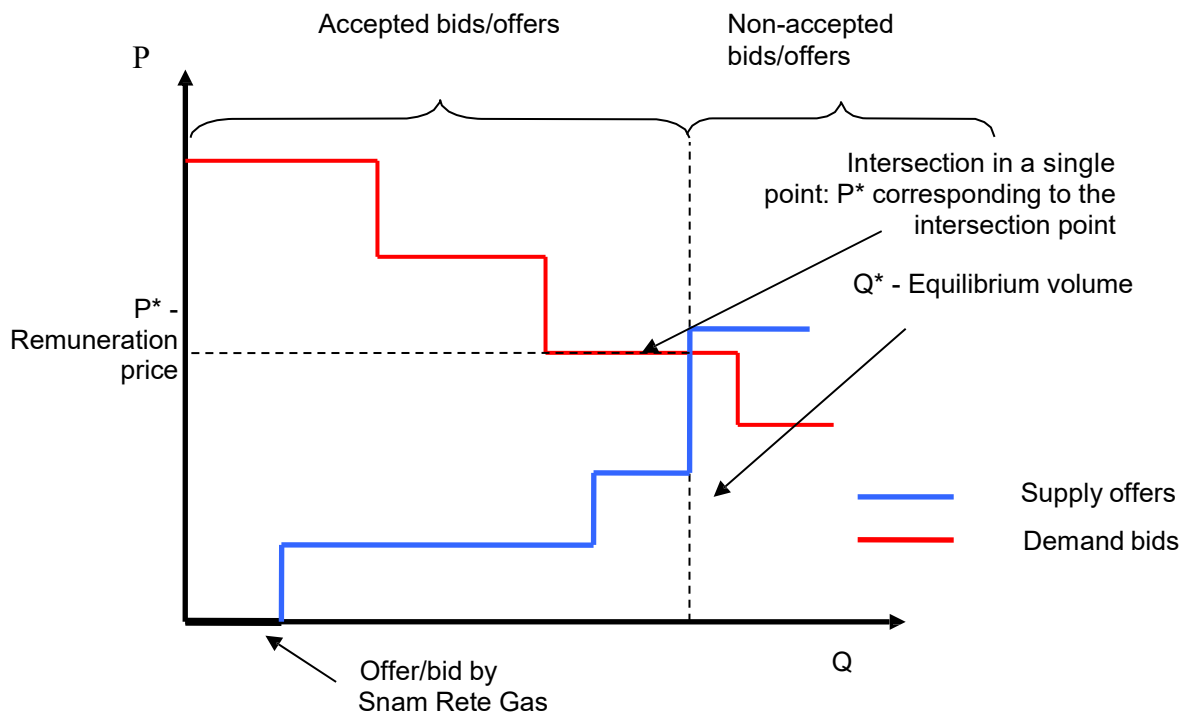 Accepted bids/offers
Non-accepted
bids/offers
P
Intersection in a single
point: P* corresponding to the
intersection point
Q* - Equilibrium volume
P* -
Remuneration
price
Supply offers
Demand bids
Q
Offer/bid by
Snam Rete Gas